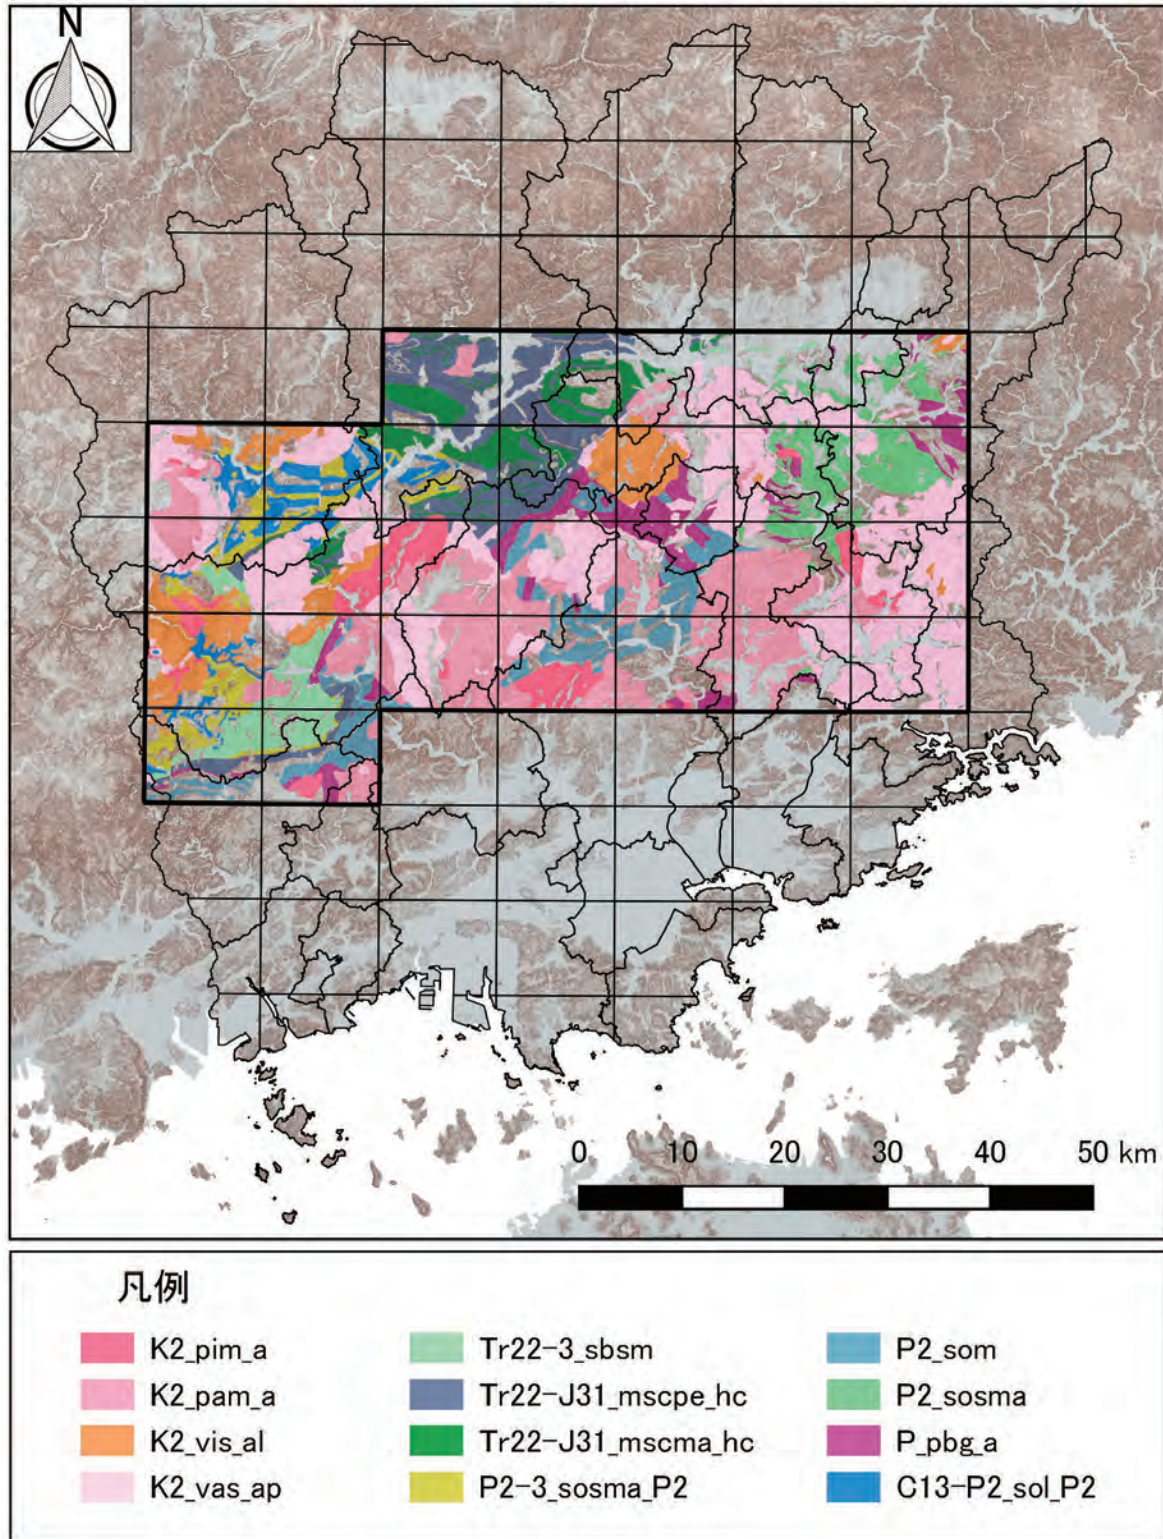 N
0 10 20 30 40 50 km
凡例
K2_pim_a
K2_pam_a
K2_vis_al
K2_vas_ap
Tr22-3_sbsm
Tr22-J31_mscpe_hc
Tr22-J31_mscma_hc
P2-3_sosma_P2
P2_som
P2_sosma
P_pbg_a
C13-P2_sol_P2